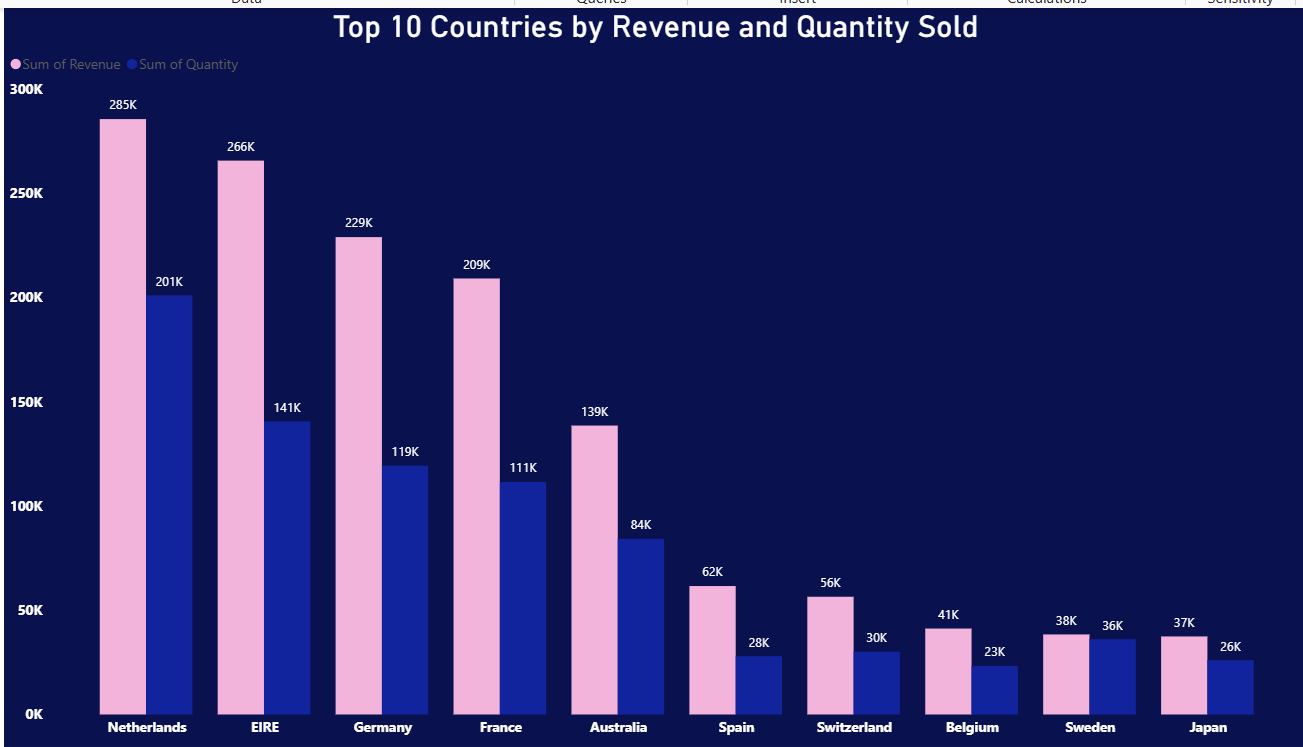 Data Queries Insert Calculations Sensitivity
Top 10 Countries by Revenue and Quantity Sold
Sum of Revenue Sum of Quantity
300K
285K
266K
250K
229K
209K
201K
200K
150K
141K
139K
119K
111K
100K
84K
62K
56K
50K
41K
38K
36K
37K
28K
30K
23K
26K
0K
Netherlands EIRE Germany France Australia Spain Switzerland Belgium Sweden Japan